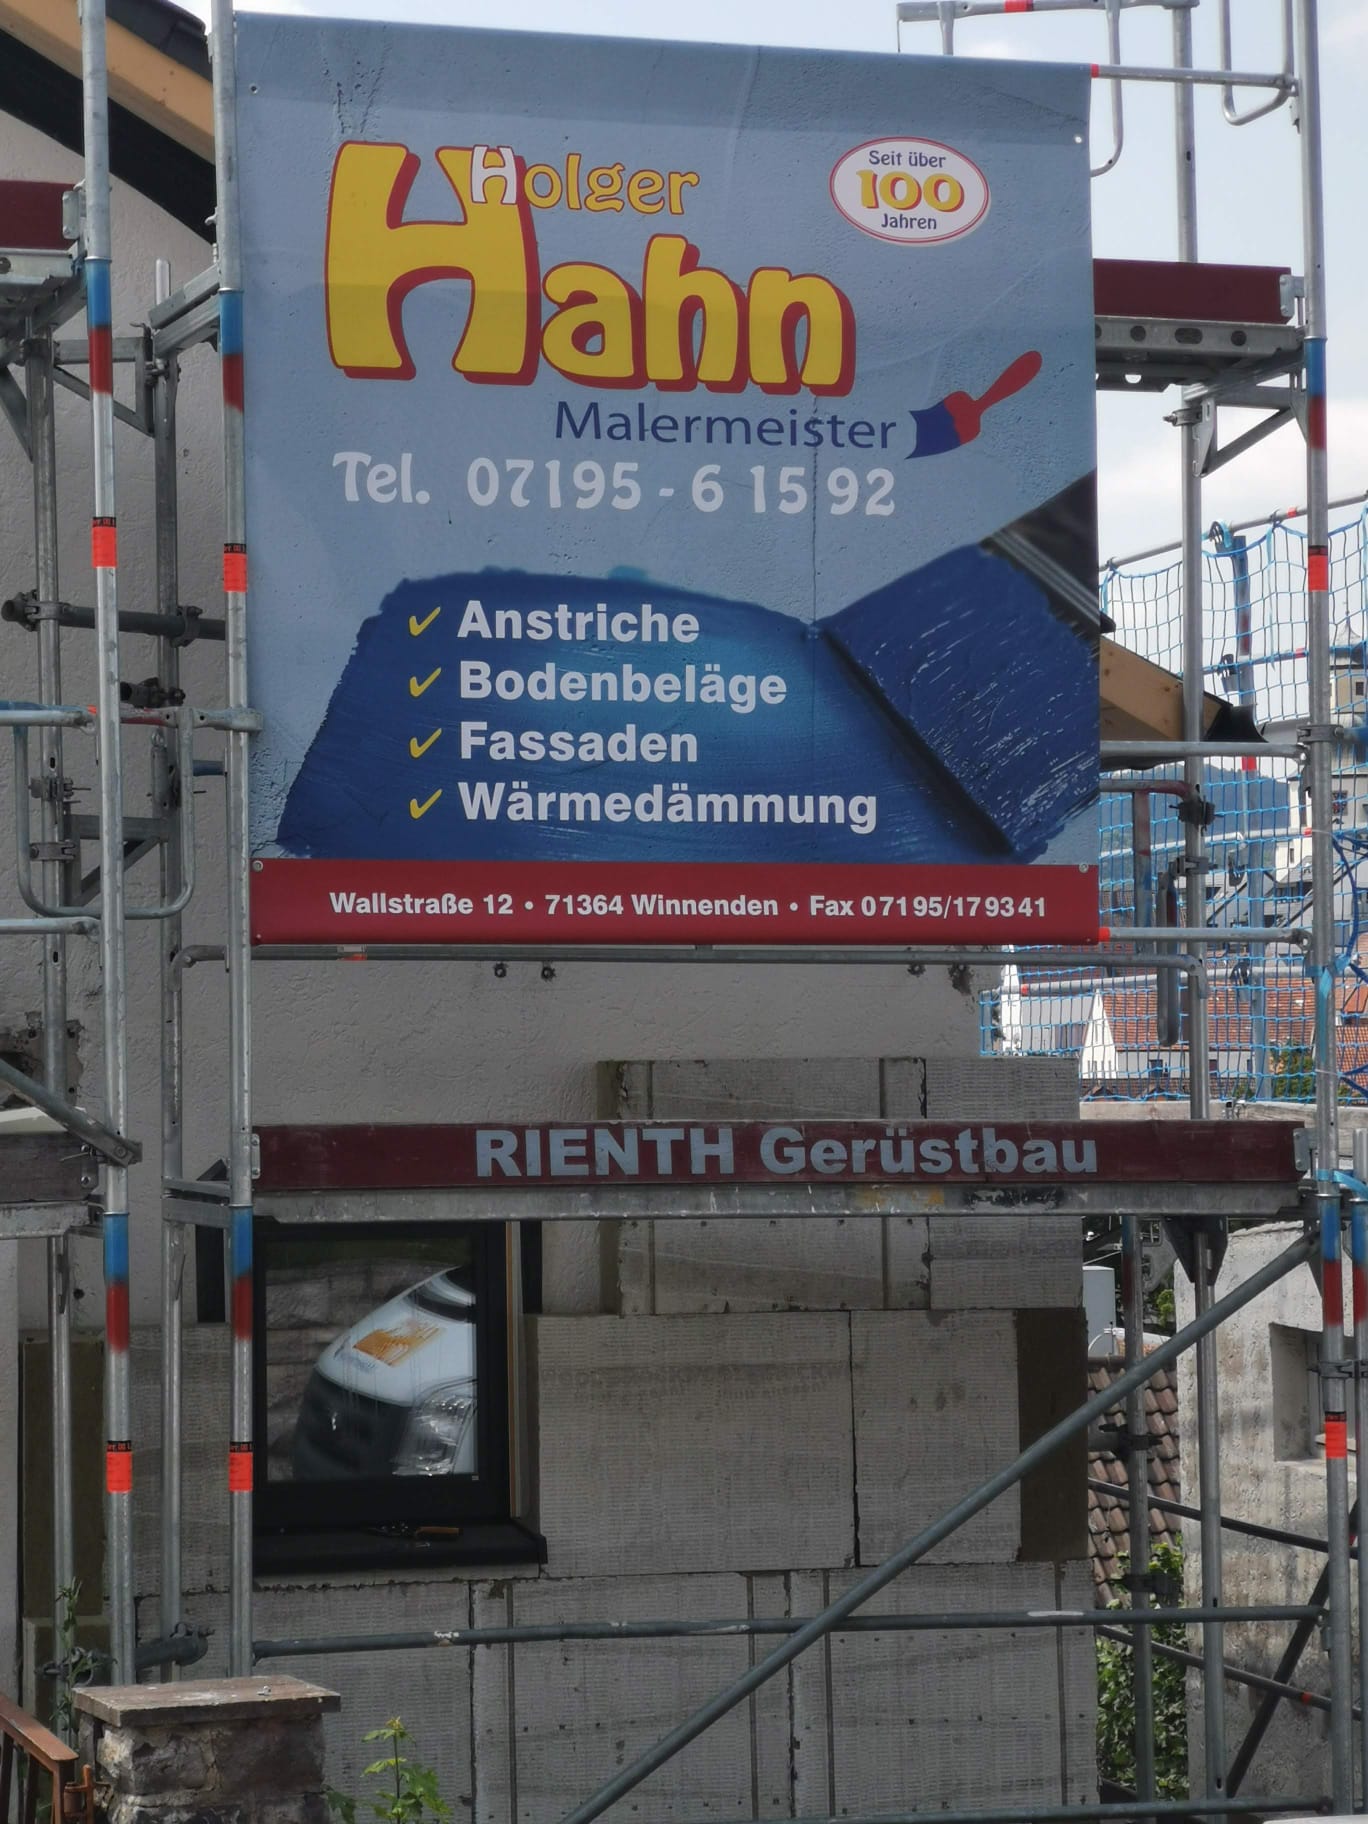 Holger
Hahn
Seit über
100
Jahren
Malermeister
Tel. 07195 - 6 15 92
✓ Anstriche
✓ Bodenbeläge
✓ Fassaden
✓ Wärmedämmung
Wallstraße 12 • 71364 Winnenden • Fax 07195/179341
RIENTH Gerüstbau